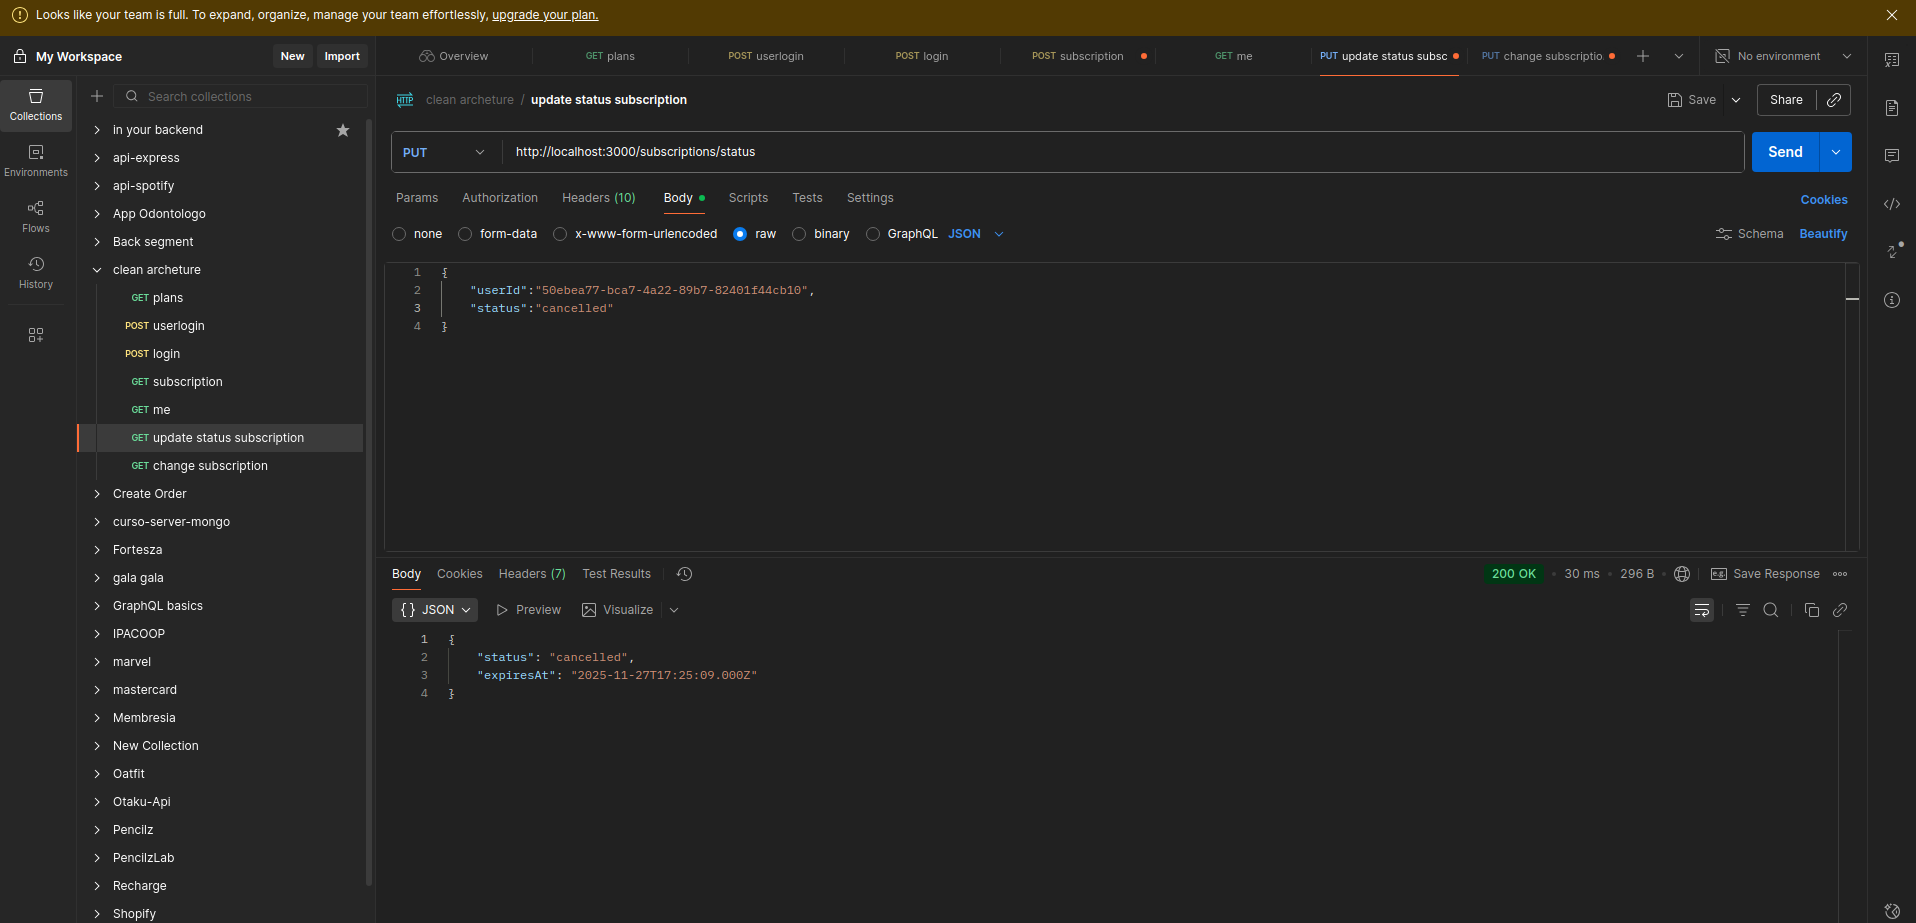 Looks like your team is full. To expand, organize, manage your team effortlessly, upgrade your plan.
My Workspace
New
Import
Overview
GET plans
POST userlogin
POST login
POST subscription
GET me
PUT update status subsc
PUT change subscriptio
No environment
Collections
Environments
Flows
History
Search collections
in your backend
api-express
api-spotify
App Odontologo
Back segment
clean archeture
GET plans
POST userlogin
POST login
GET subscription
GET me
GET update status subscription
GET change subscription
Create Order
curso-server-mongo
Fortesza
gala gala
GraphQL basics
IPACOOP
marvel
mastercard
Membresia
New Collection
Oatfit
Otaku-Api
Pencilz
PencilzLab
Recharge
Shopify
HTTP clean archeture / update status subscription
Save
Share
PUT
http://localhost:3000/subscriptions/status
Send
Params Authorization Headers (10) Body Scripts Tests Settings
Cookies
none form-data x-www-form-urlencoded raw binary GraphQL JSON
Schema Beautify
1 {
2 "userId":"50ebea77-bca7-4a22-89b7-82401f44cb10",
3 "status":"cancelled"
4 }
Body Cookies Headers (7) Test Results
200 OK • 30 ms • 296 B
e.g. Save Response
{} JSON Preview Visualize
1 {
2 "status": "cancelled",
3 "expiresAt": "2025-11-27T17:25:09.000Z"
4 }